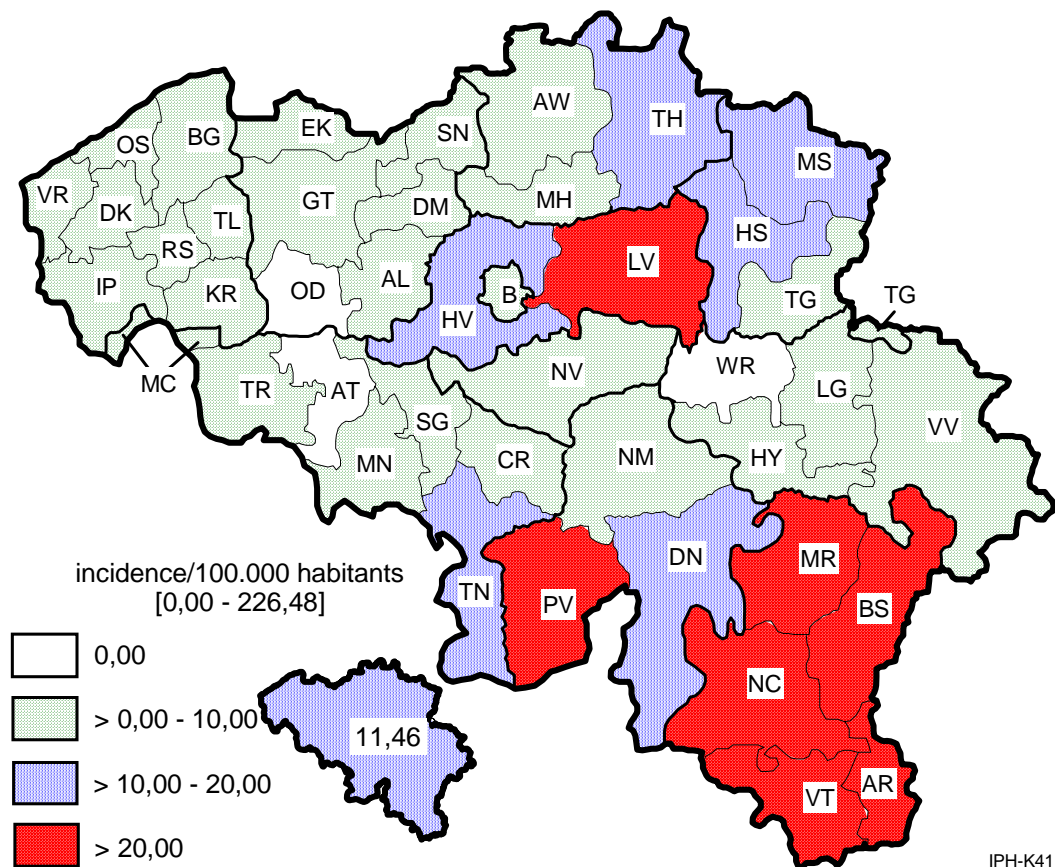 AW
TH
SN
EK
BG
OS
MS
VR
DK
TL
GT
DM
MH
HS
RS
LV
IP
KR
OD
AL
B
TG
TG
HV
MC
TR
AT
NV
WR
LG
SG
VV
MN
CR
NM
HY
DN
MR
TN
PV
BS
NC
VT
AR
incidence/100.000 habitants
[0,00 - 226,48]
0,00
> 0,00 - 10,00
> 10,00 - 20,00
> 20,00
11,46
IPH-K41